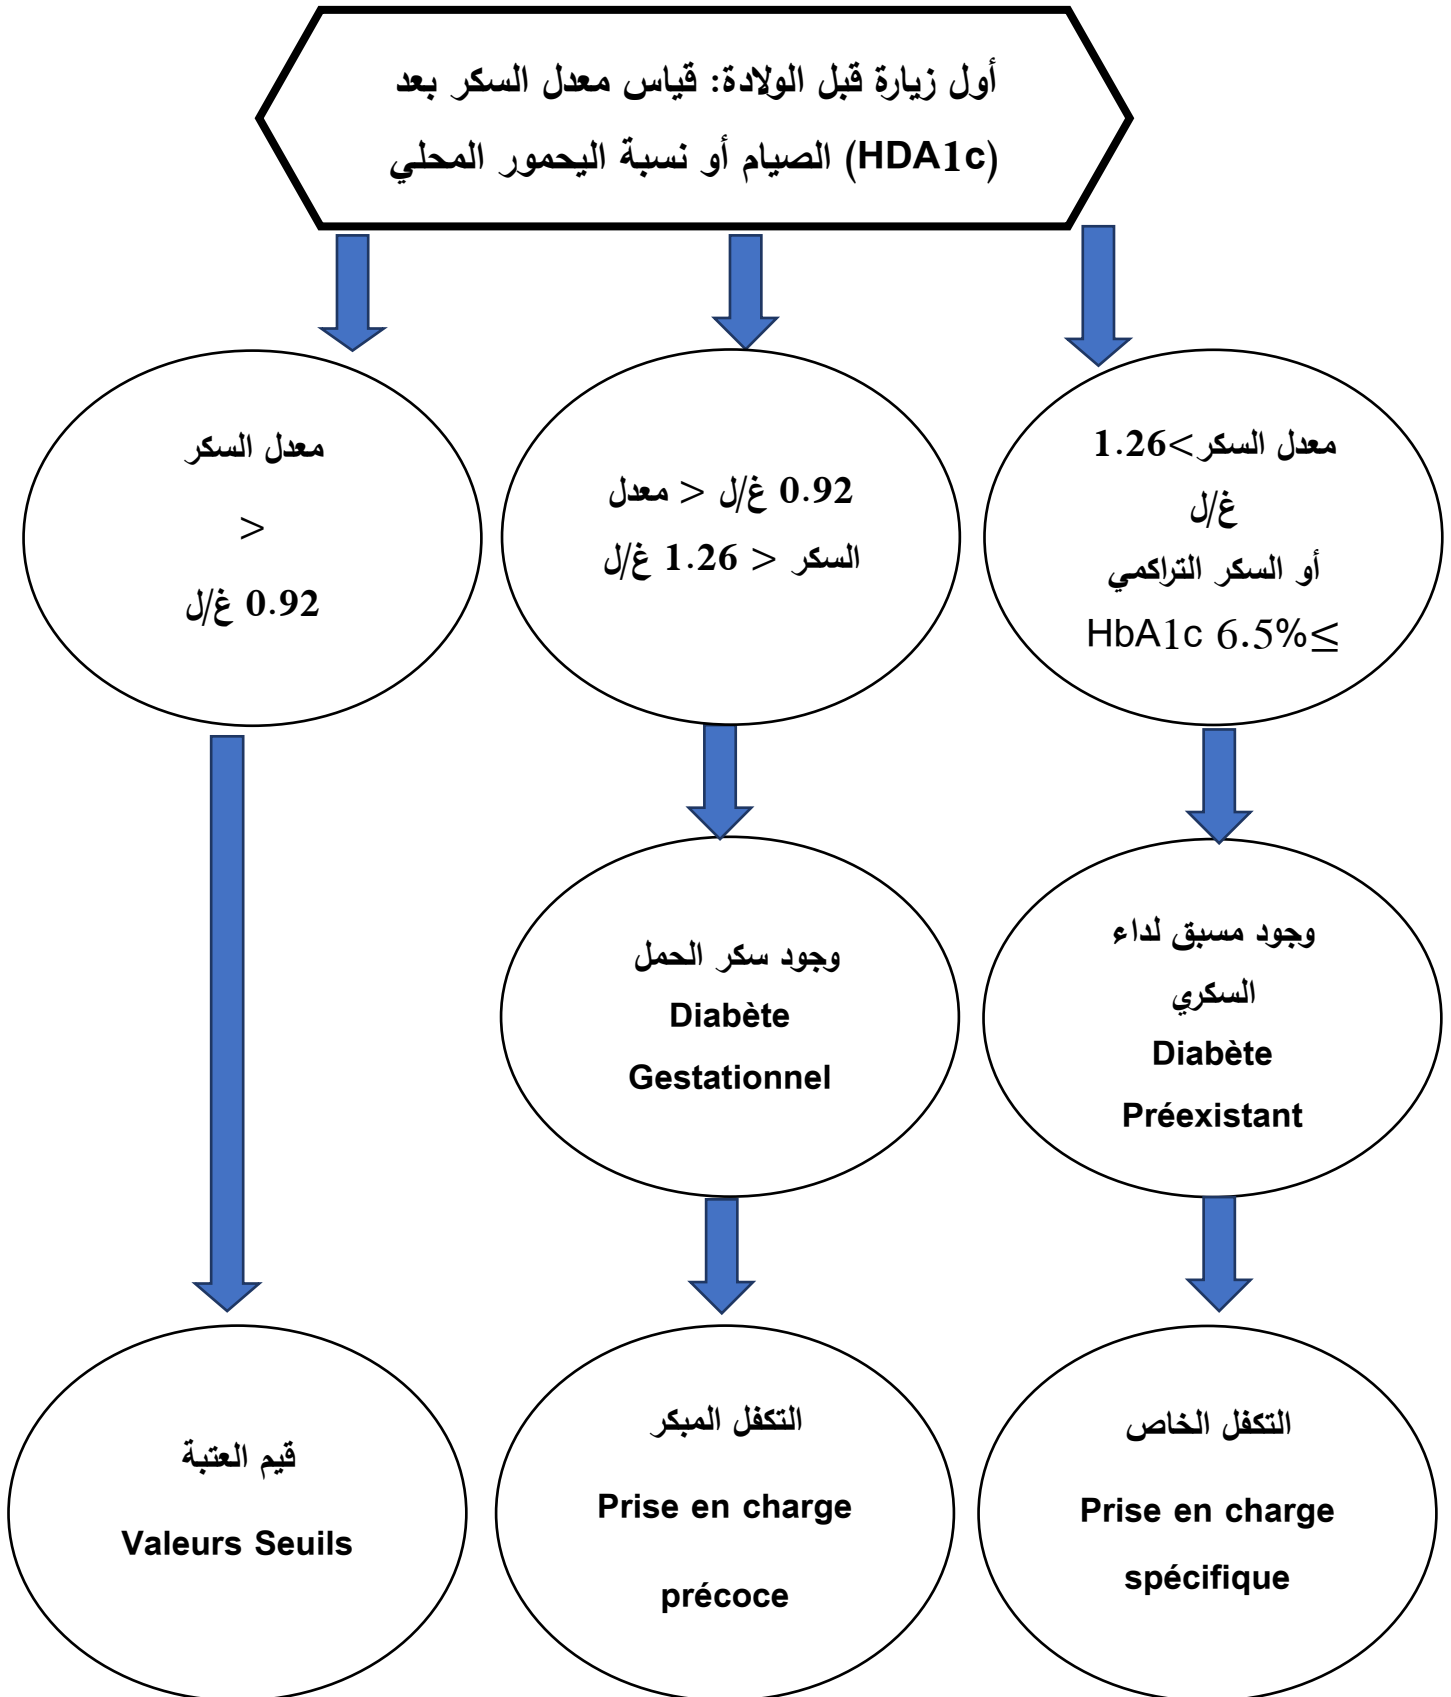 أول زيارة قبل الولادة: قياس معدل السكر بعد
(HDA1c) الصيام أو نسبة اليحمور المحلي
معدل السكر>1.26
غ/ل
أو السكر التراكمي
HbA1c 6.5%≤
0.92 غ/ل < معدل
السكر < 1.26 غ/ل
معدل السكر
>
0.92 غ/ل
وجود مسبق لداء
السكري
Diabète
Préexistant
وجود سكر الحمل
Diabète
Gestationnel
التكفل الخاص
Prise en charge
spécifique
التكفل المبكر
Prise en charge
précoce
قيم العتبة
Valeurs Seuils